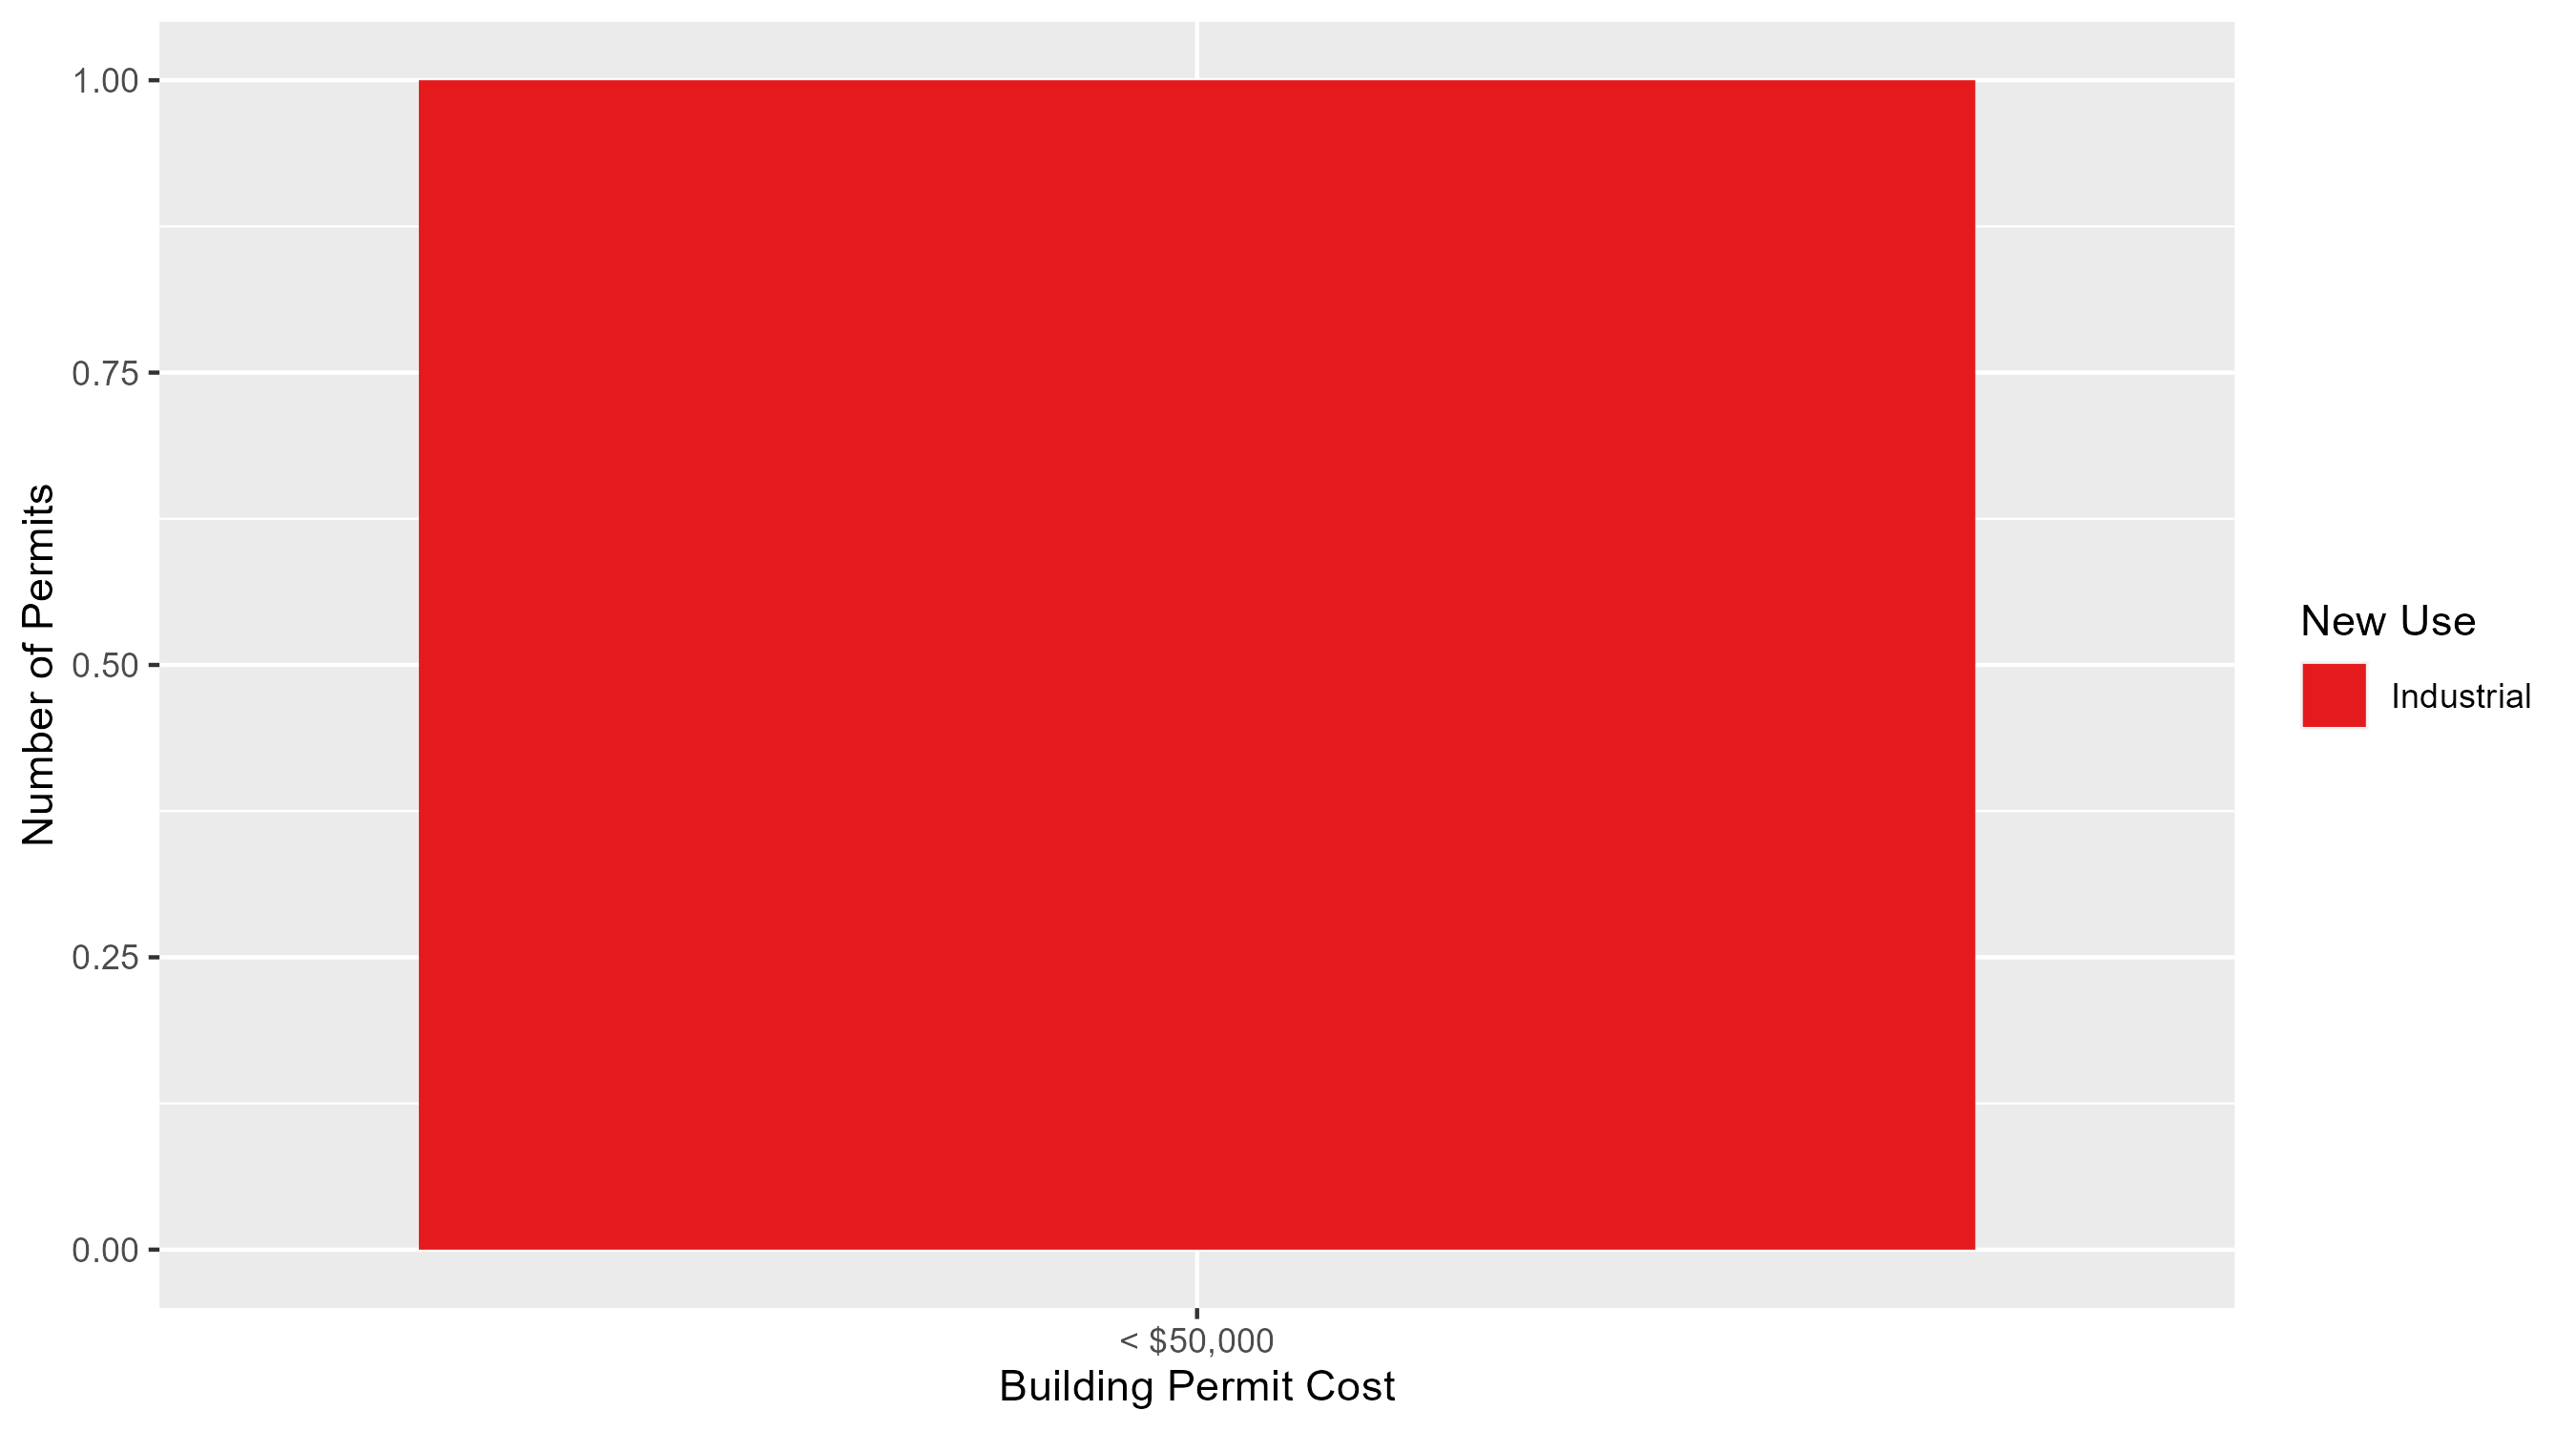 Number of Permits
1.00
0.75
0.50
0.25
0.00
< $50,000
Building Permit Cost
New Use
Industrial